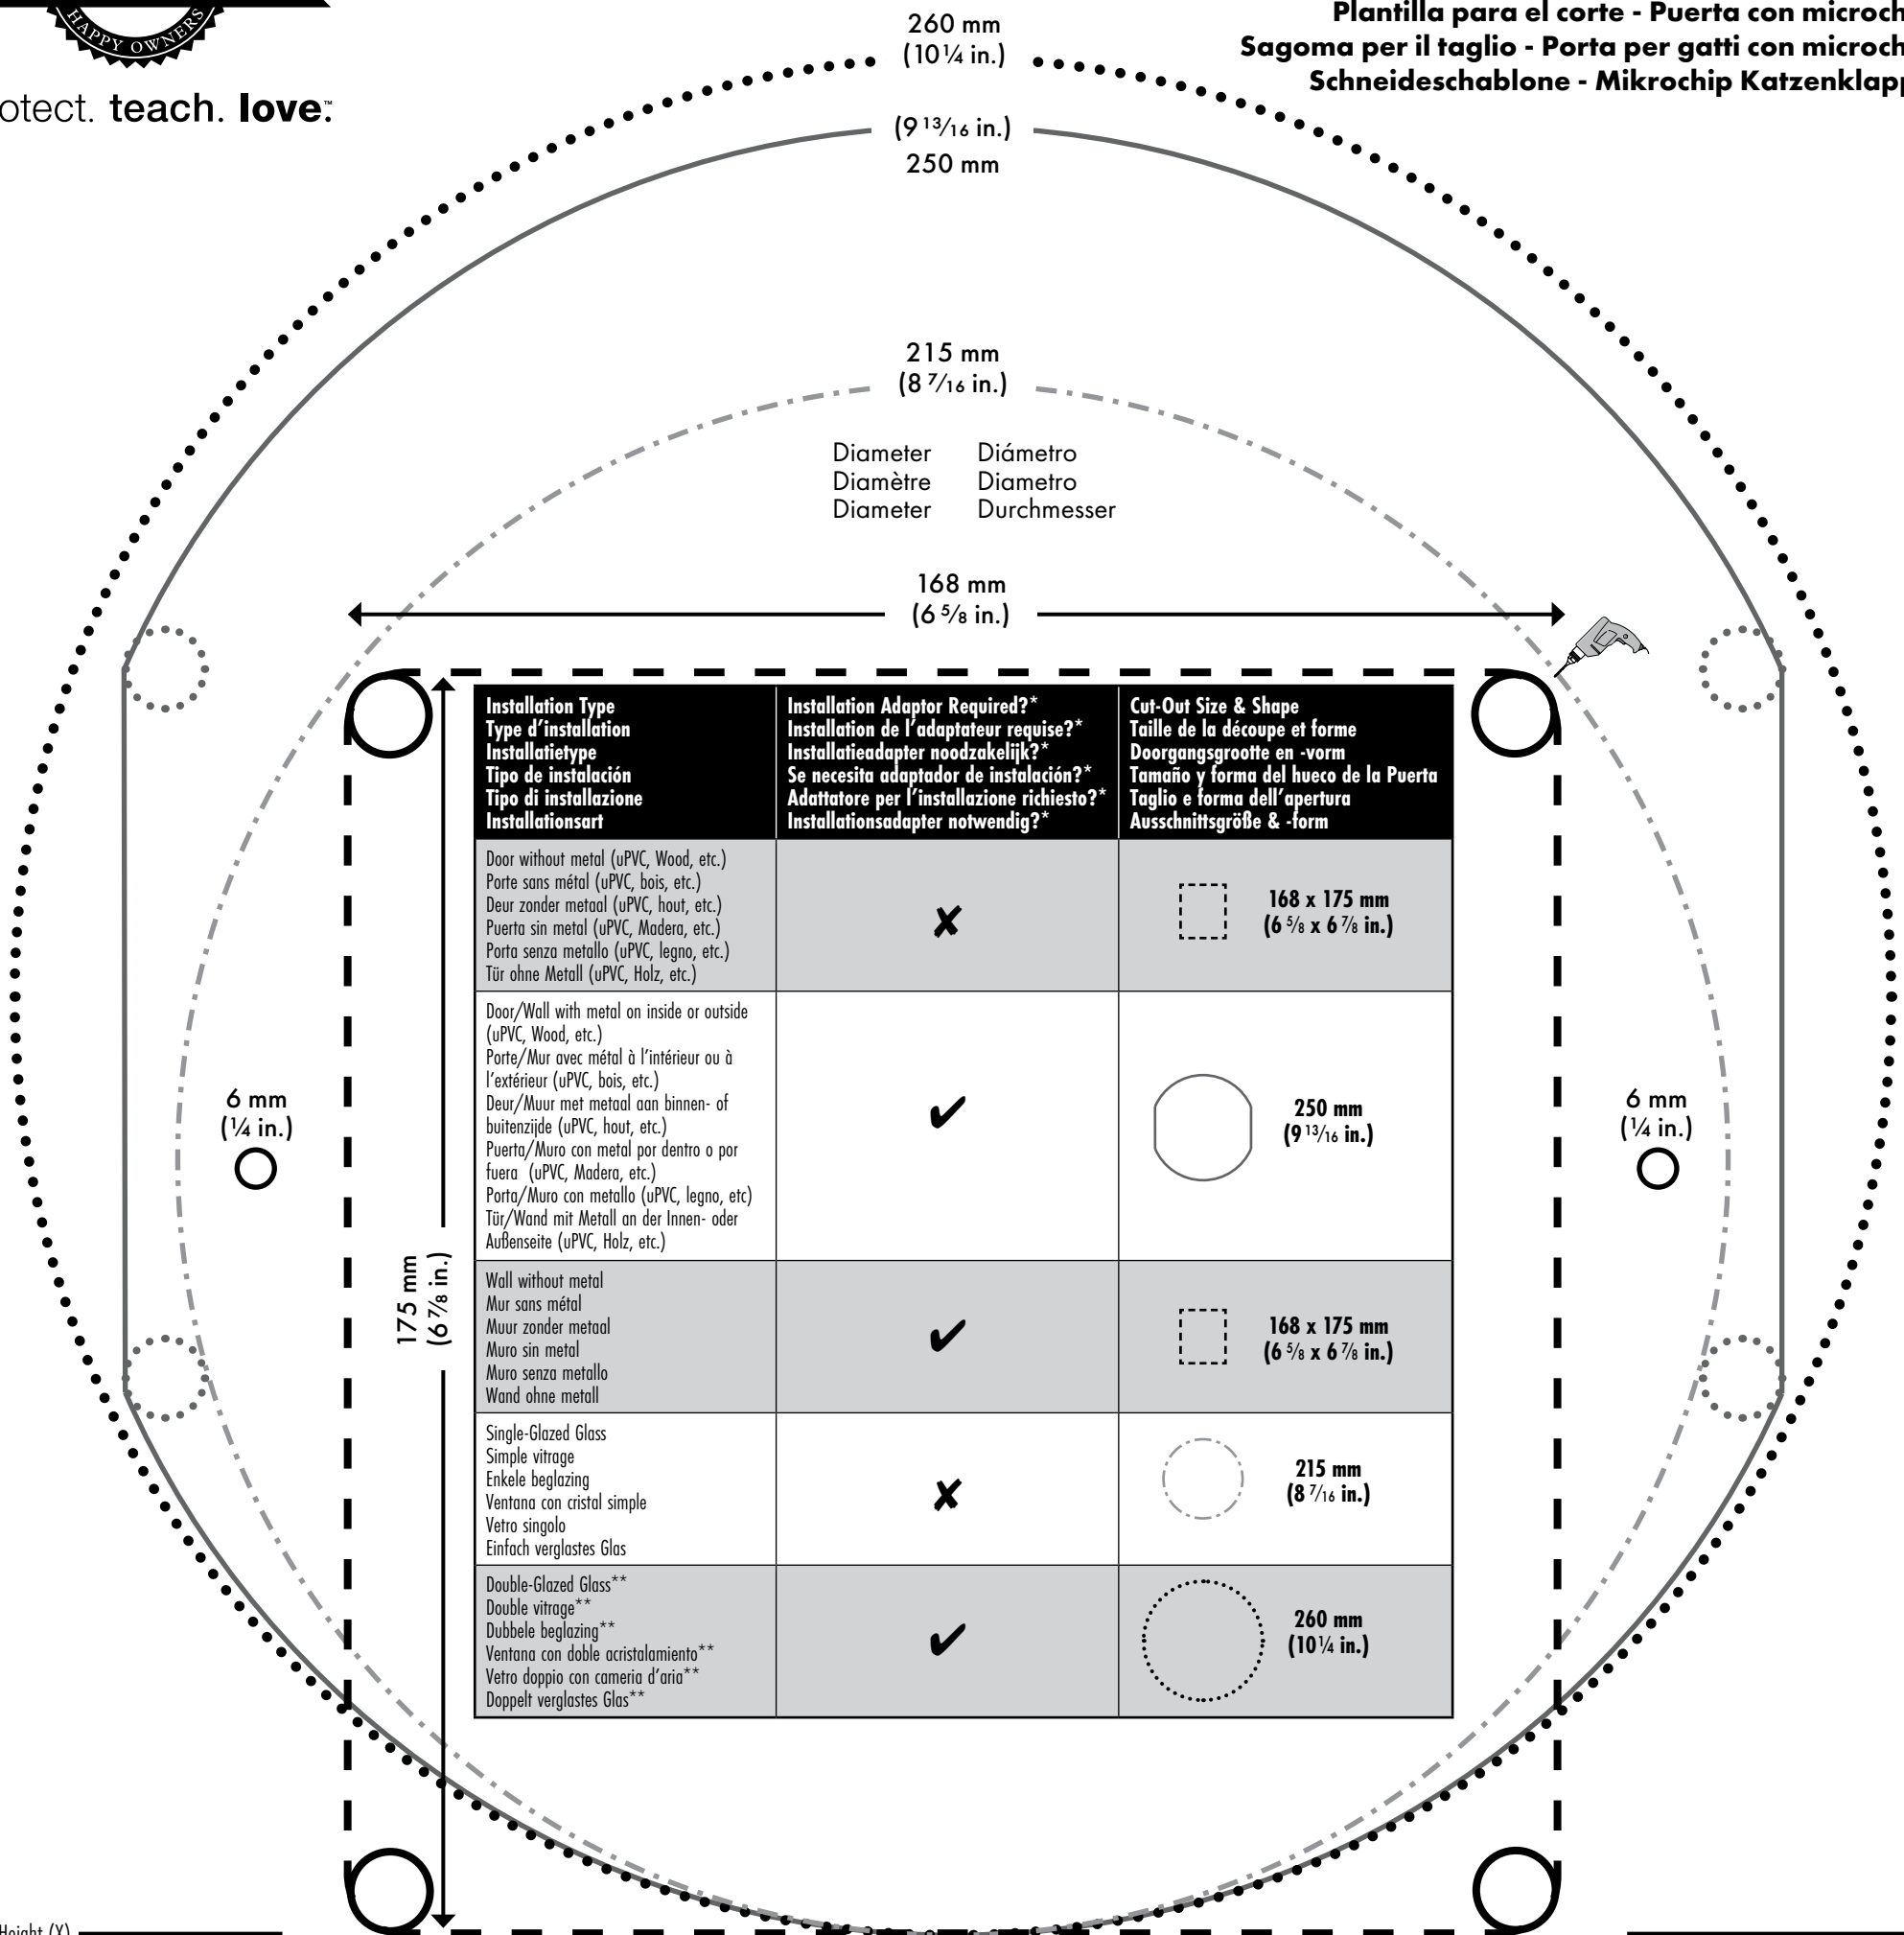 HAPPY OWNERS
otect. teach. love.™
Plantilla para el corte - Puerta con microch
Sagoma per il taglio - Porta per gatti con microch
Schneideschablone - Mikrochip Katzenklapp
260 mm
(10 ¼ in.)
(9 13/16 in.)
250 mm
215 mm
(8 7/16 in.)
Diameter Diámetro
Diamètre Diametro
Diameter Durchmesser
168 mm
(6 5/8 in.)
Installation Type
Type d'installation
Installatietype
Tipo de instalación
Tipo di installazione
Installationsart
Installation Adaptor Required?*
Installation de l'adaptateur requise?*
Installatieadapter noodzakelijk?*
Se necesita adaptador de instalación?*
Adattatore per l'installazione richiesto?*
Installationsadapter notwendig?*
Cut-Out Size & Shape
Taille de la découpe et forme
Doorgangsgrootte en -vorm
Tamaño y forma del hueco de la Puerta
Taglio e forma dell'apertura
Ausschnittsgröße & -form
Door without metal (uPVC, Wood, etc.)
Porte sans métal (uPVC, bois, etc.)
Deur zonder metaal (uPVC, hout, etc.)
Puerta sin metal (uPVC, Madera, etc.)
Porta senza metallo (uPVC, legno, etc.)
Tür ohne Metall (uPVC, Holz, etc.)
✘
168 x 175 mm
(6 5/8 x 6 7/8 in.)
Door/Wall with metal on inside or outside
(uPVC, Wood, etc.)
Porte/Mur avec métal à l'intérieur ou à
l'extérieur (uPVC, bois, etc.)
Deur/Muur met metaal aan binnen- of
buitenzijde (uPVC, hout, etc.)
Puerta/Muro con metal por dentro o por
fuera (uPVC, Madera, etc.)
Porta/Muro con metallo (uPVC, legno, etc)
Tür/Wand mit Metall an der Innen- oder
Außenseite (uPVC, Holz, etc.)
✔
250 mm
(9 13/16 in.)
Wall without metal
Mur sans métal
Muur zonder metaal
Muro sin metal
Muro senza metallo
Wand ohne metall
✔
168 x 175 mm
(6 5/8 x 6 7/8 in.)
Single-Glazed Glass
Simple vitrage
Enkele beglazing
Ventana con cristal simple
Vetro singolo
Einfach verglastes Glas
✘
215 mm
(8 7/16 in.)
Double-Glazed Glass**
Double vitrage**
Dubbele beglazing**
Ventana con doble acristalamiento**
Vetro doppio con cameria d'aria**
Doppelt verglastes Glas**
✔
260 mm
(10 ¼ in.)
6 mm
(¼ in.)
6 mm
(¼ in.)
175 mm
(6 7/8 in.)
Height (X)